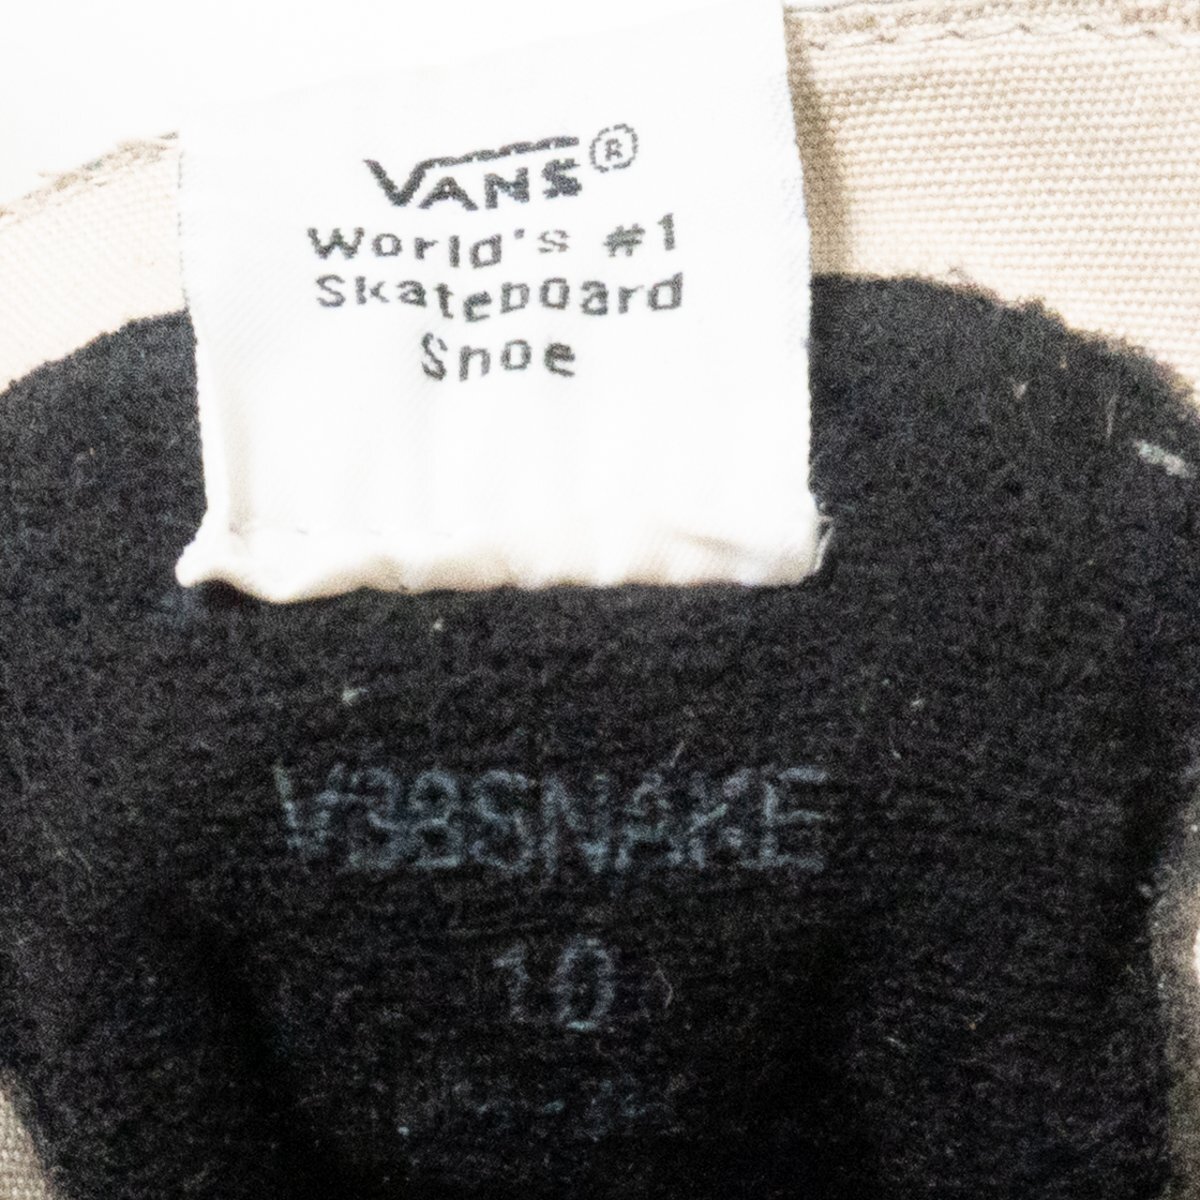 VANS®
World's #1
Skateboard
Shoe
V38SNAKE
10